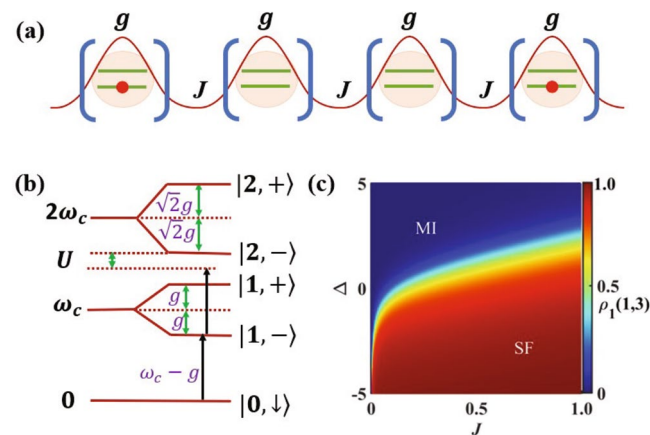 (a)
g g g g
J J J
(b)
2ω_c
√2g
√2g
|2, +⟩
|2, −⟩
U
ω_c
g
g
|1, +⟩
|1, −⟩
ω_c − g
0
|0, ↓⟩
(c)
5
0
-5
Δ
MI
SF
0 0.5 1.0
J
1.0
0.5
0
ρ₁(1,3)